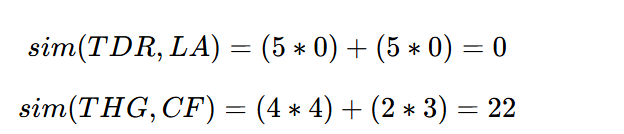 sim(TDR, LA) = (5 * 0) + (5 * 0) = 0
sim(THG, CF) = (4 * 4) + (2 * 3) = 22